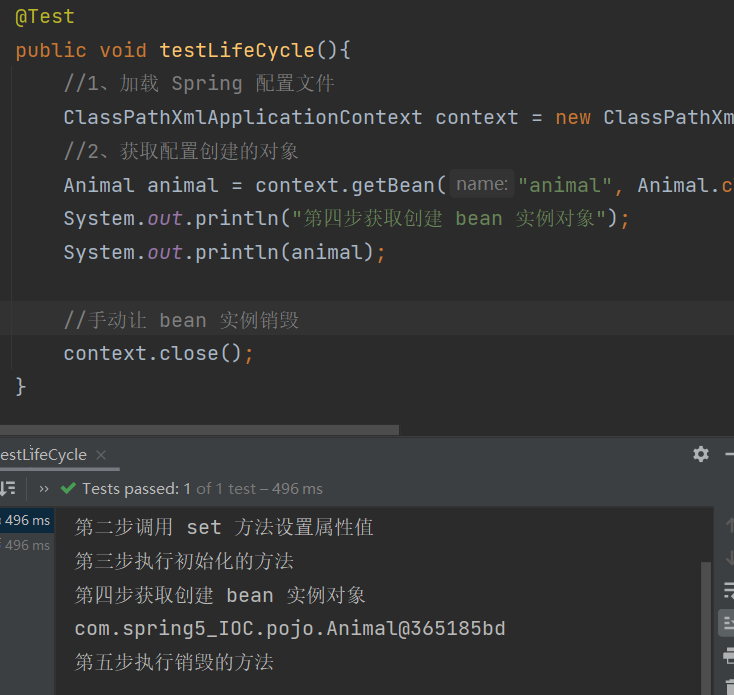 @Test
public void testLifeCycle(){
//1、加载 Spring 配置文件
ClassPathXmlApplicationContext context = new ClassPathXm
//2、获取配置创建的对象
Animal animal = context.getBean( name: "animal", Animal.c
System.out.println("第四步获取创建 bean 实例对象");
System.out.println(animal);
//手动让 bean 实例销毁
context.close();
}
estLifeCycle ×
» Tests passed: 1 of 1 test – 496 ms
496 ms
第二步调用 set 方法设置属性值
496 ms
第三步执行初始化的方法
第四步获取创建 bean 实例对象
com.spring5_IOC.pojo.Animal@365185bd
第五步执行销毁的方法